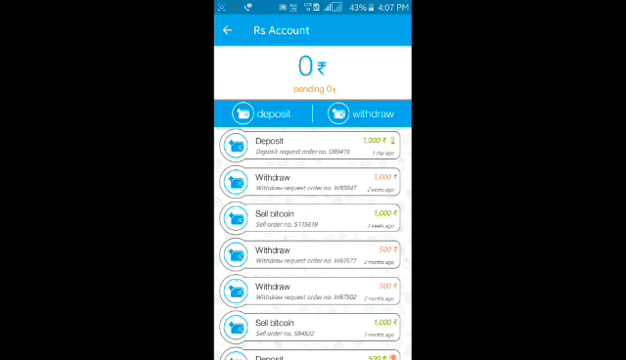 43% 4:07 PM
Rs Account
0₹
pending 0₹
deposit withdraw
Deposit 1,000 ₹
Deposit request order no. D89419 1 day ago
Withdraw 1,000 ₹
Withdraw request order no. W93847 2 weeks ago
Sell bitcoin 1,000 ₹
Sell order no. S115619 2 weeks ago
Withdraw 500 ₹
Withdraw request order no. W67677 2 months ago
Withdraw 500 ₹
Withdraw request order no. W67502 2 months ago
Sell bitcoin 1,000 ₹
Sell order no. S84822 2 months ago
Deposit 500 ₹